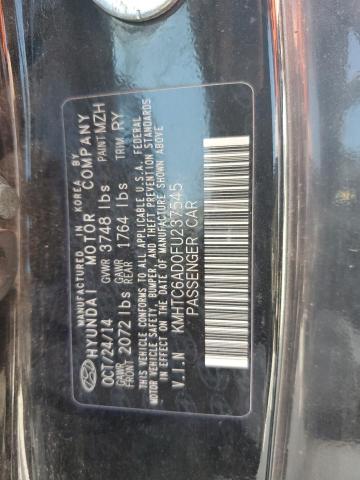 MANUFACTURED IN KOREA BY
HYUNDAI MOTOR COMPANY
OCT/24/14 GVWR 3748 lbs PAINT: MZH
GAWR FRONT 2072 lbs GAWR REAR 1764 lbs TRIM: RY
THIS VEHICLE CONFORMS TO ALL APPLICABLE U.S.A. FEDERAL
MOTOR VEHICLE SAFETY, BUMPER, AND THEFT PREVENTION STANDARDS
IN EFFECT ON THE DATE OF MANUFACTURE SHOWN ABOVE
V.I.N KMHTC6AD0FU237545
PASSENGER CAR